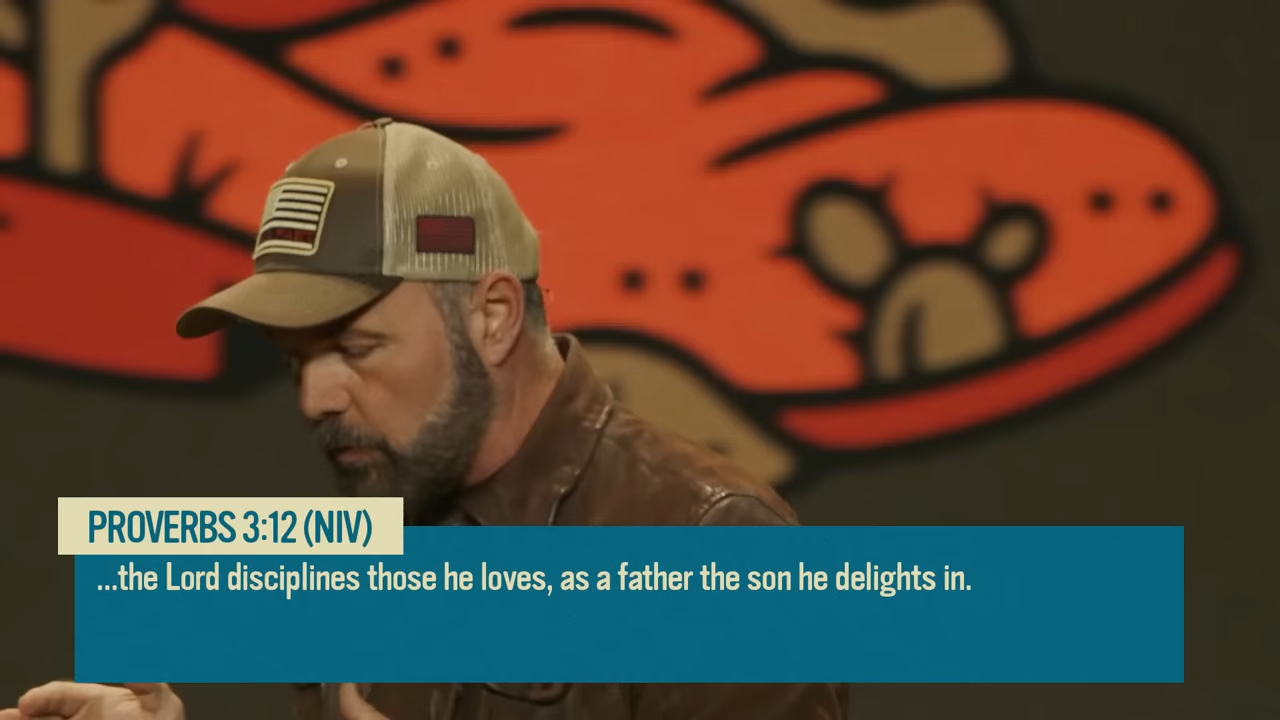 PROVERBS 3:12 (NIV)
...the Lord disciplines those he loves, as a father the son he delights in.